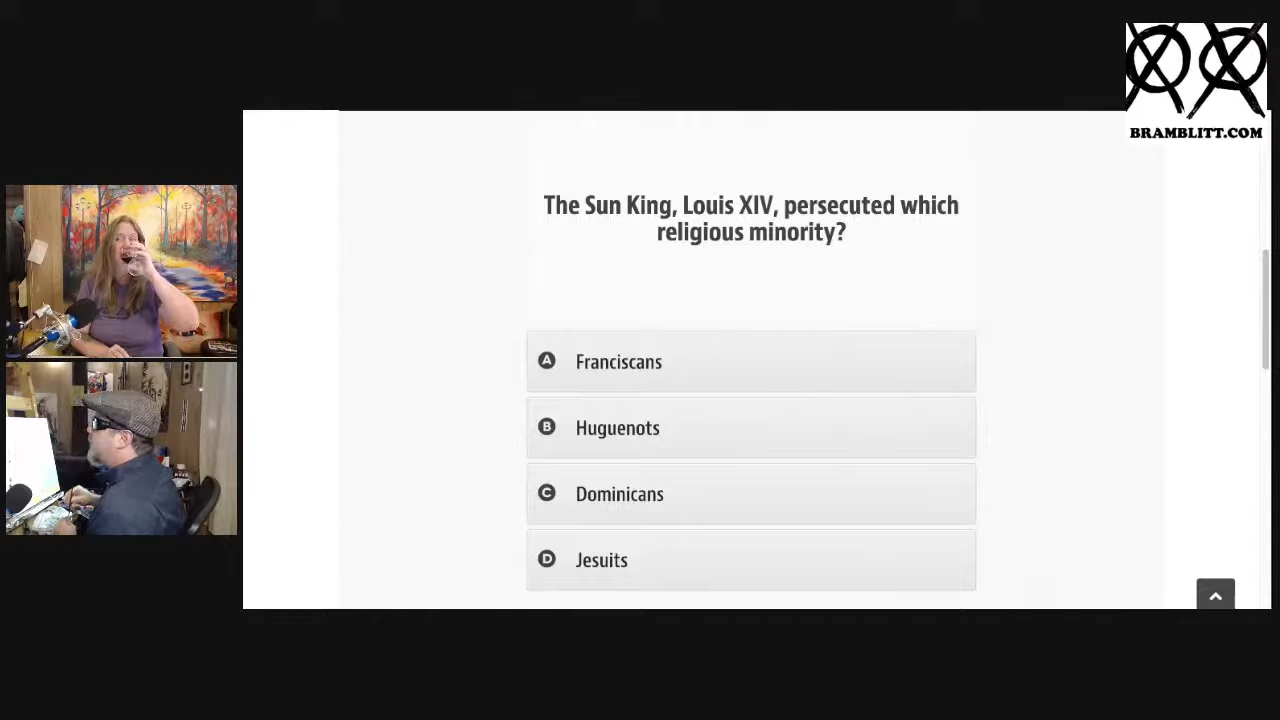 BRAMBLITT.COM
The Sun King, Louis XIV, persecuted which
religious minority?
A Franciscans
B Huguenots
C Dominicans
D Jesuits